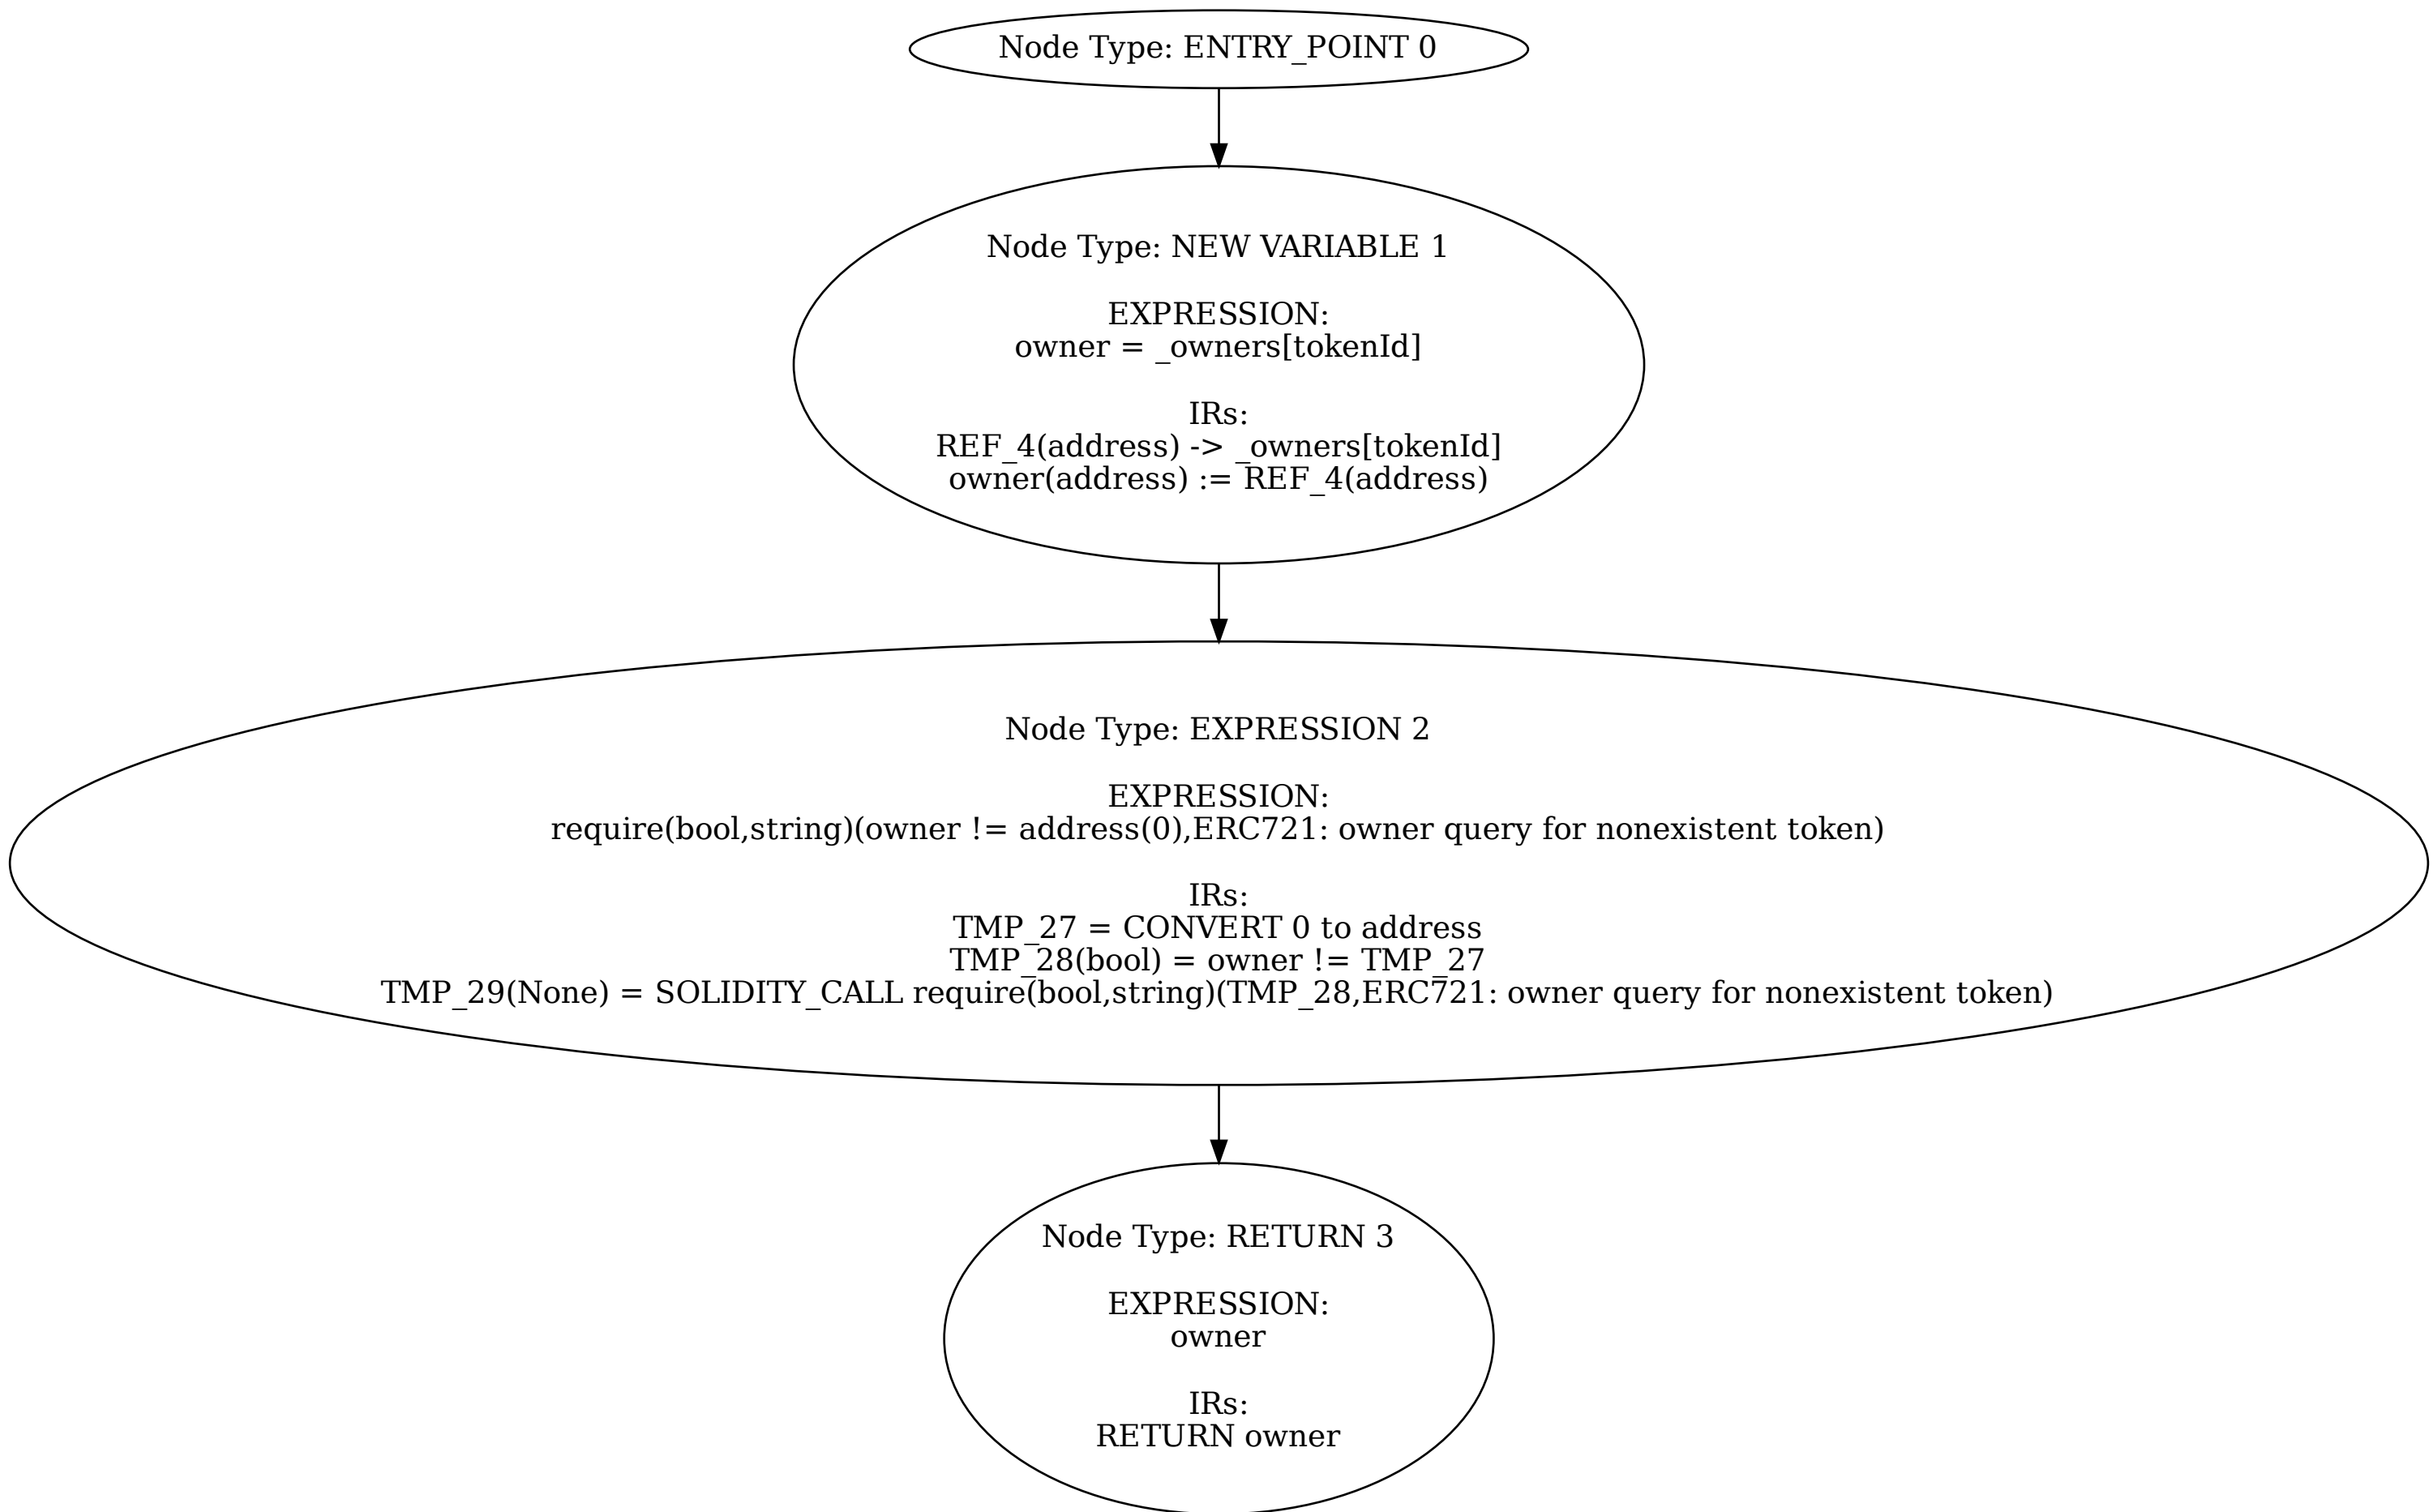 Node Type: ENTRY_POINT 0
Node Type: NEW VARIABLE 1
EXPRESSION:
owner = _owners[tokenId]
IRs:
REF_4(address) -> _owners[tokenId]
owner(address) := REF_4(address)
Node Type: EXPRESSION 2
EXPRESSION:
require(bool,string)(owner != address(0),ERC721: owner query for nonexistent token)
IRs:
TMP_27 = CONVERT 0 to address
TMP_28(bool) = owner != TMP_27
TMP_29(None) = SOLIDITY_CALL require(bool,string)(TMP_28,ERC721: owner query for nonexistent token)
Node Type: RETURN 3
EXPRESSION:
owner
IRs:
RETURN owner